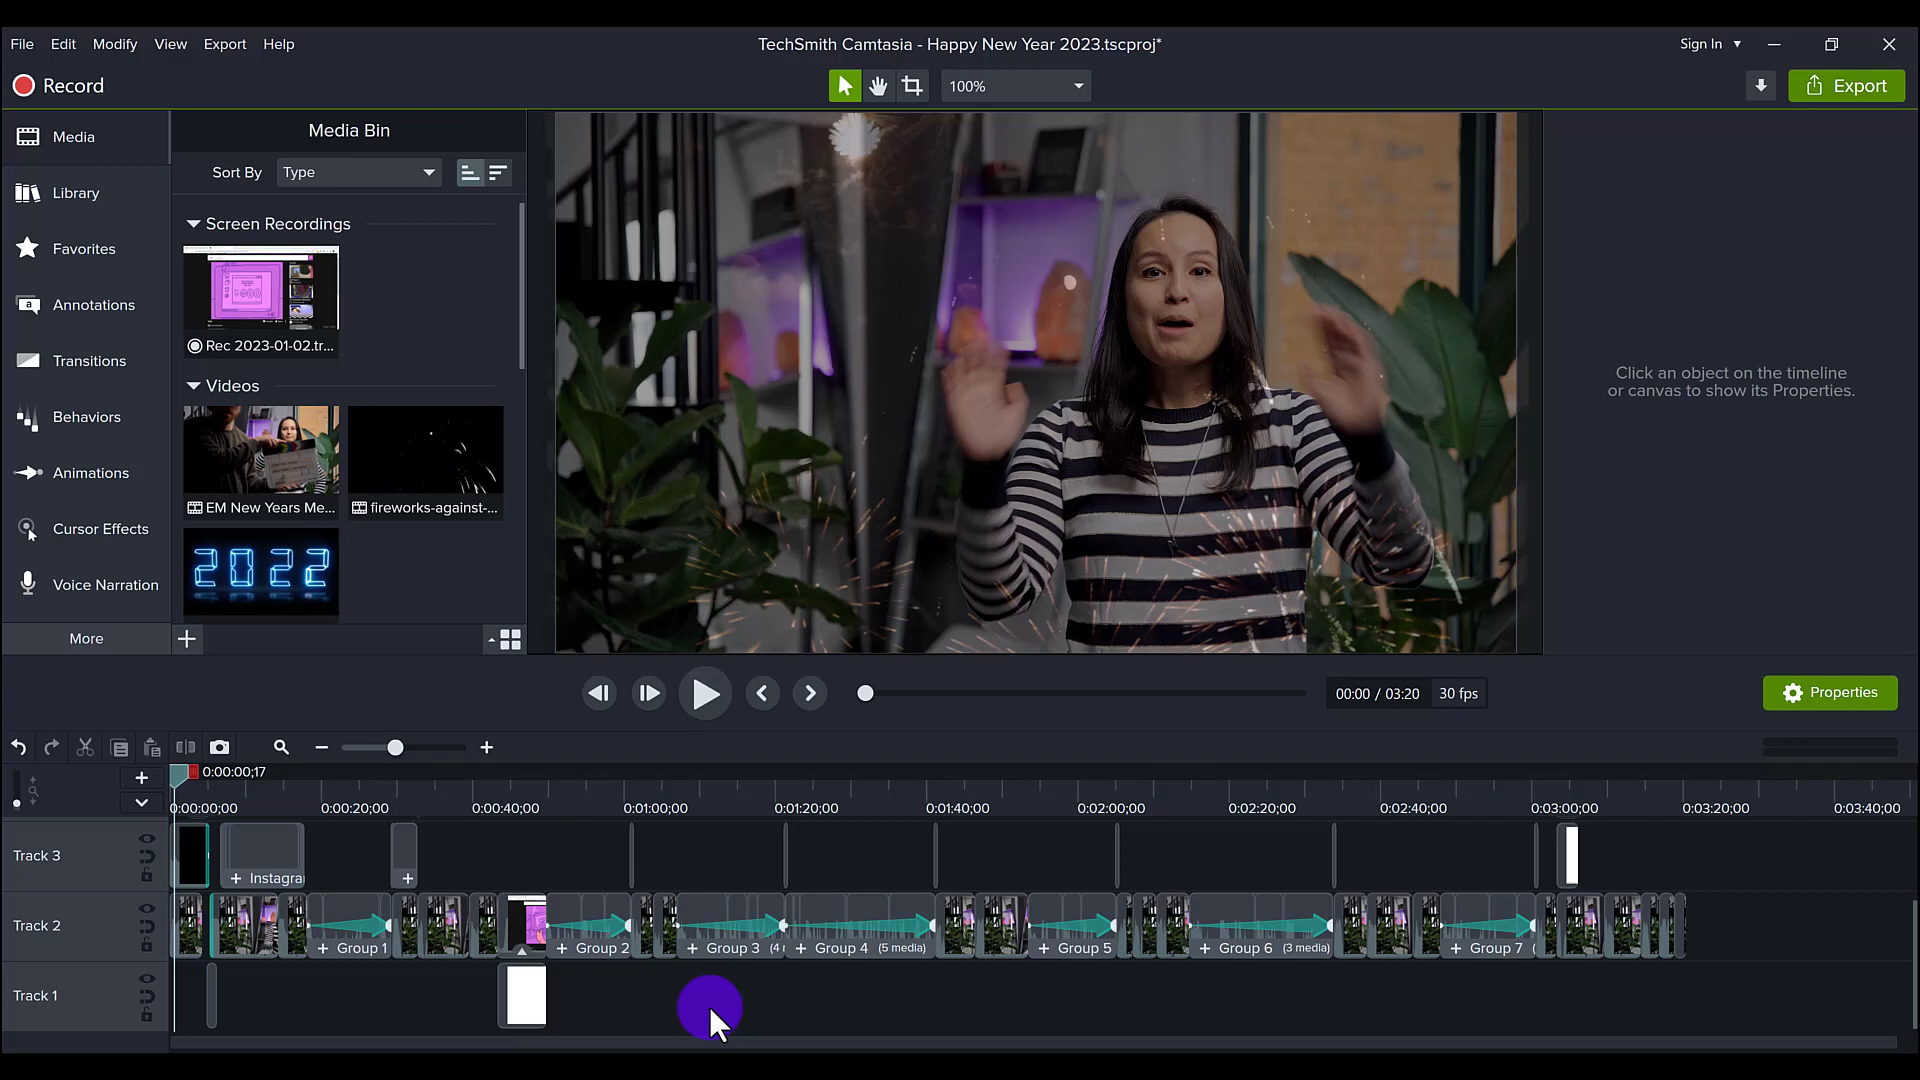 File Edit Modify View Export Help
TechSmith Camtasia - Happy New Year 2023.tscproj*
Sign In
Record
100%
Export
Media
Library
Favorites
Annotations
Transitions
Behaviors
Animations
Cursor Effects
Voice Narration
More
Media Bin
Sort By Type
Screen Recordings
Rec 2023-01-02.tr...
Videos
EM New Years Me...
fireworks-against-...
2022
Click an object on the timeline
or canvas to show its Properties.
00:00 / 03:20 30 fps
Properties
0:00:00;17
0:00:00;00 0:00:20;00 0:00:40;00 0:01:00;00 0:01:20;00 0:01:40;00 0:02:00;00 0:02:20;00 0:02:40;00 0:03:00;00 0:03:20;00 0:03:40;00
Track 3
+ Instagra
+
Track 2
+ Group 1
+ Group 2
+ Group 3 (4
+ Group 4 (5 media)
+ Group 5
+ Group 6 (3 media)
+ Group 7 (
Track 1